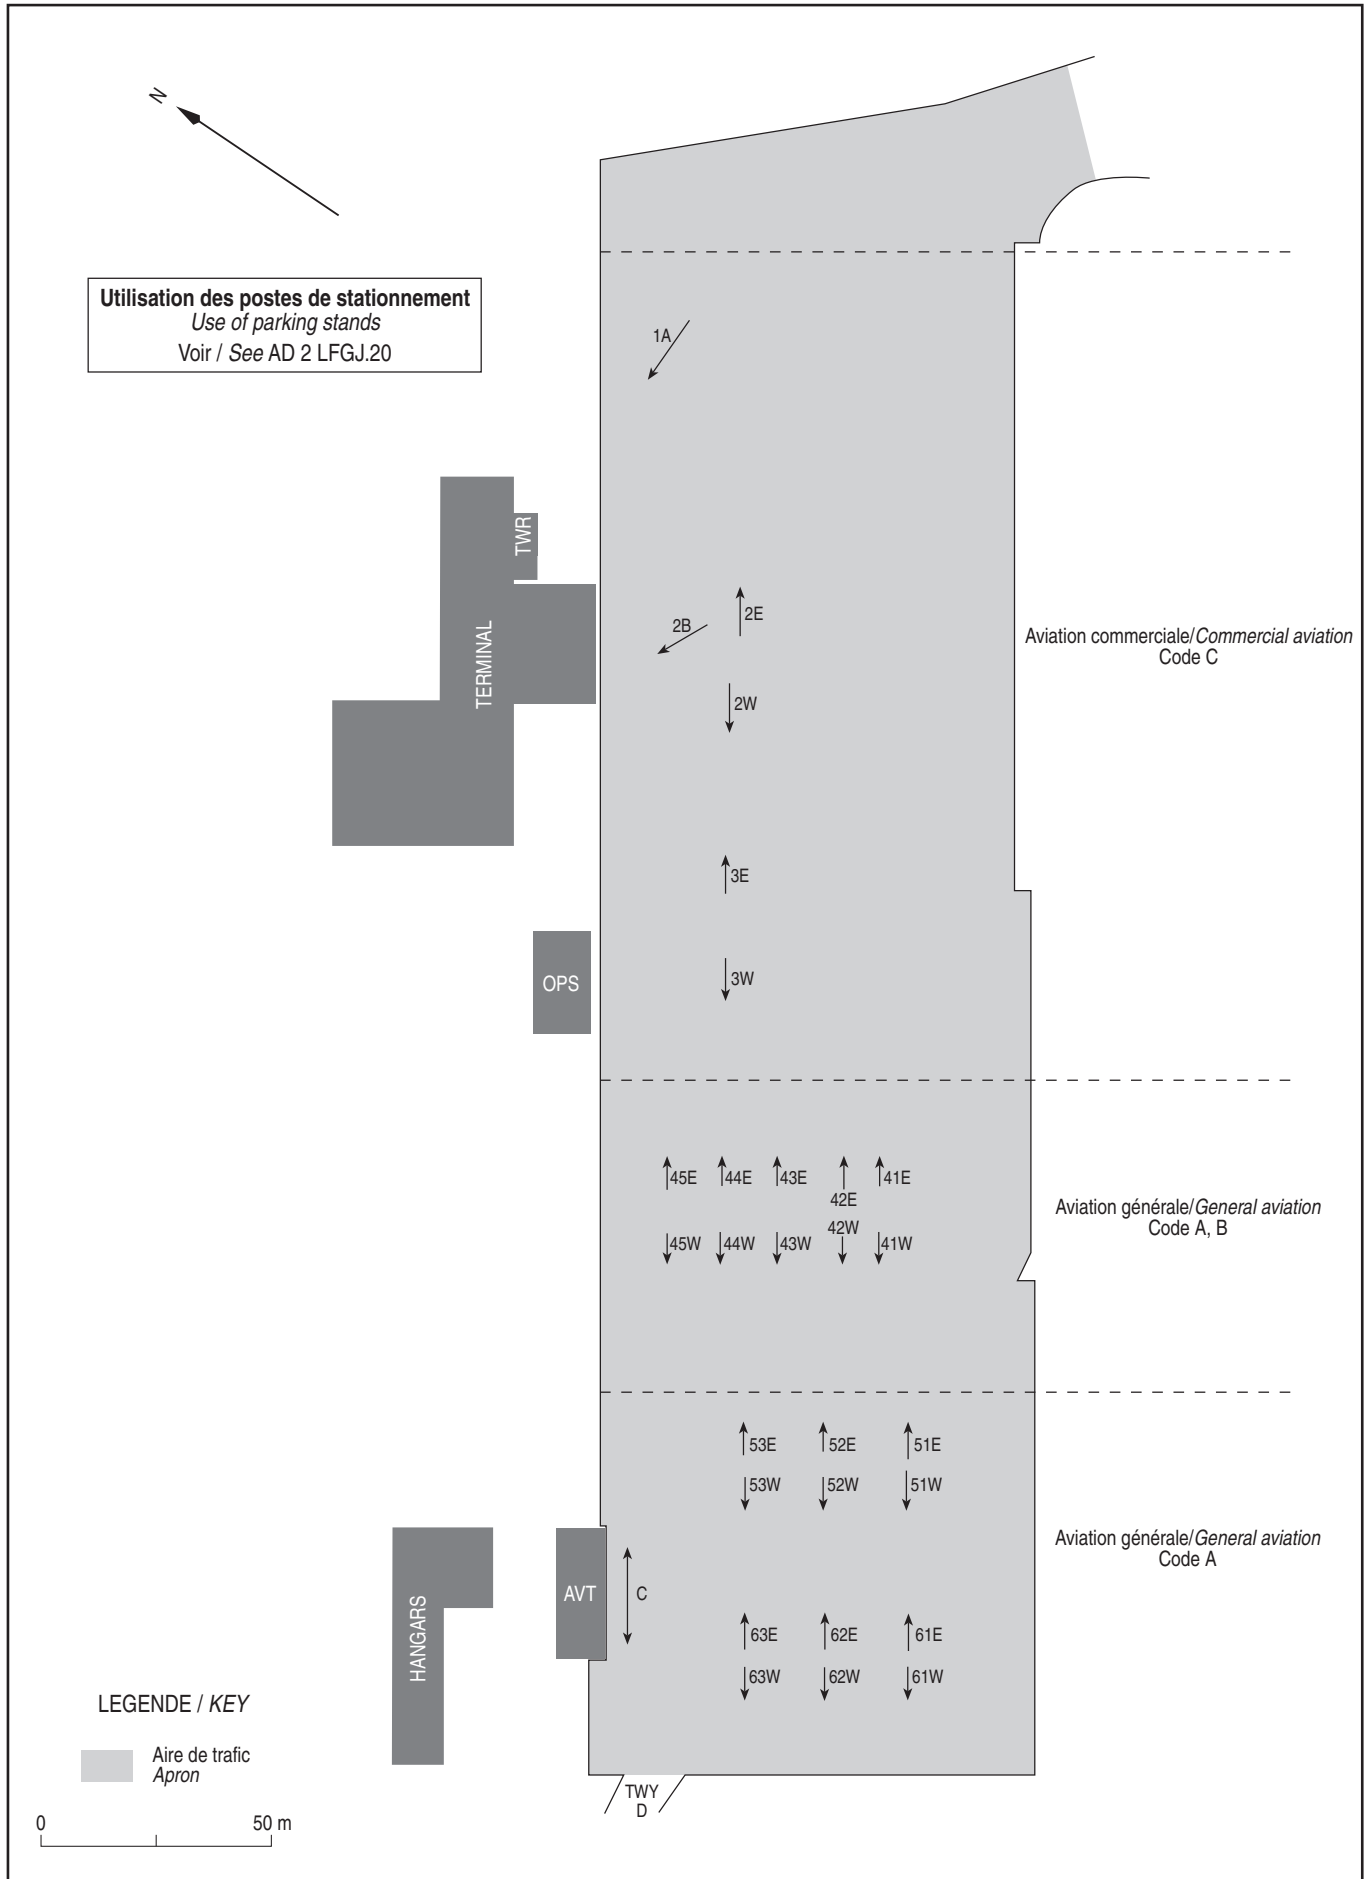 N
Utilisation des postes de stationnement
Use of parking stands
Voir / See AD 2 LFGJ.20
1A
TWR
TERMINAL
2E
2B
2W
Aviation commerciale/Commercial aviation
Code C
3E
OPS
3W
45E 44E 43E 42E 41E
45W 44W 43W 42W 41W
Aviation générale/General aviation
Code A, B
53E 52E 51E
53W 52W 51W
Aviation générale/General aviation
Code A
HANGARS
AVT
C
63E 62E 61E
63W 62W 61W
LEGENDE / KEY
Aire de trafic
Apron
TWY
D
0 50 m